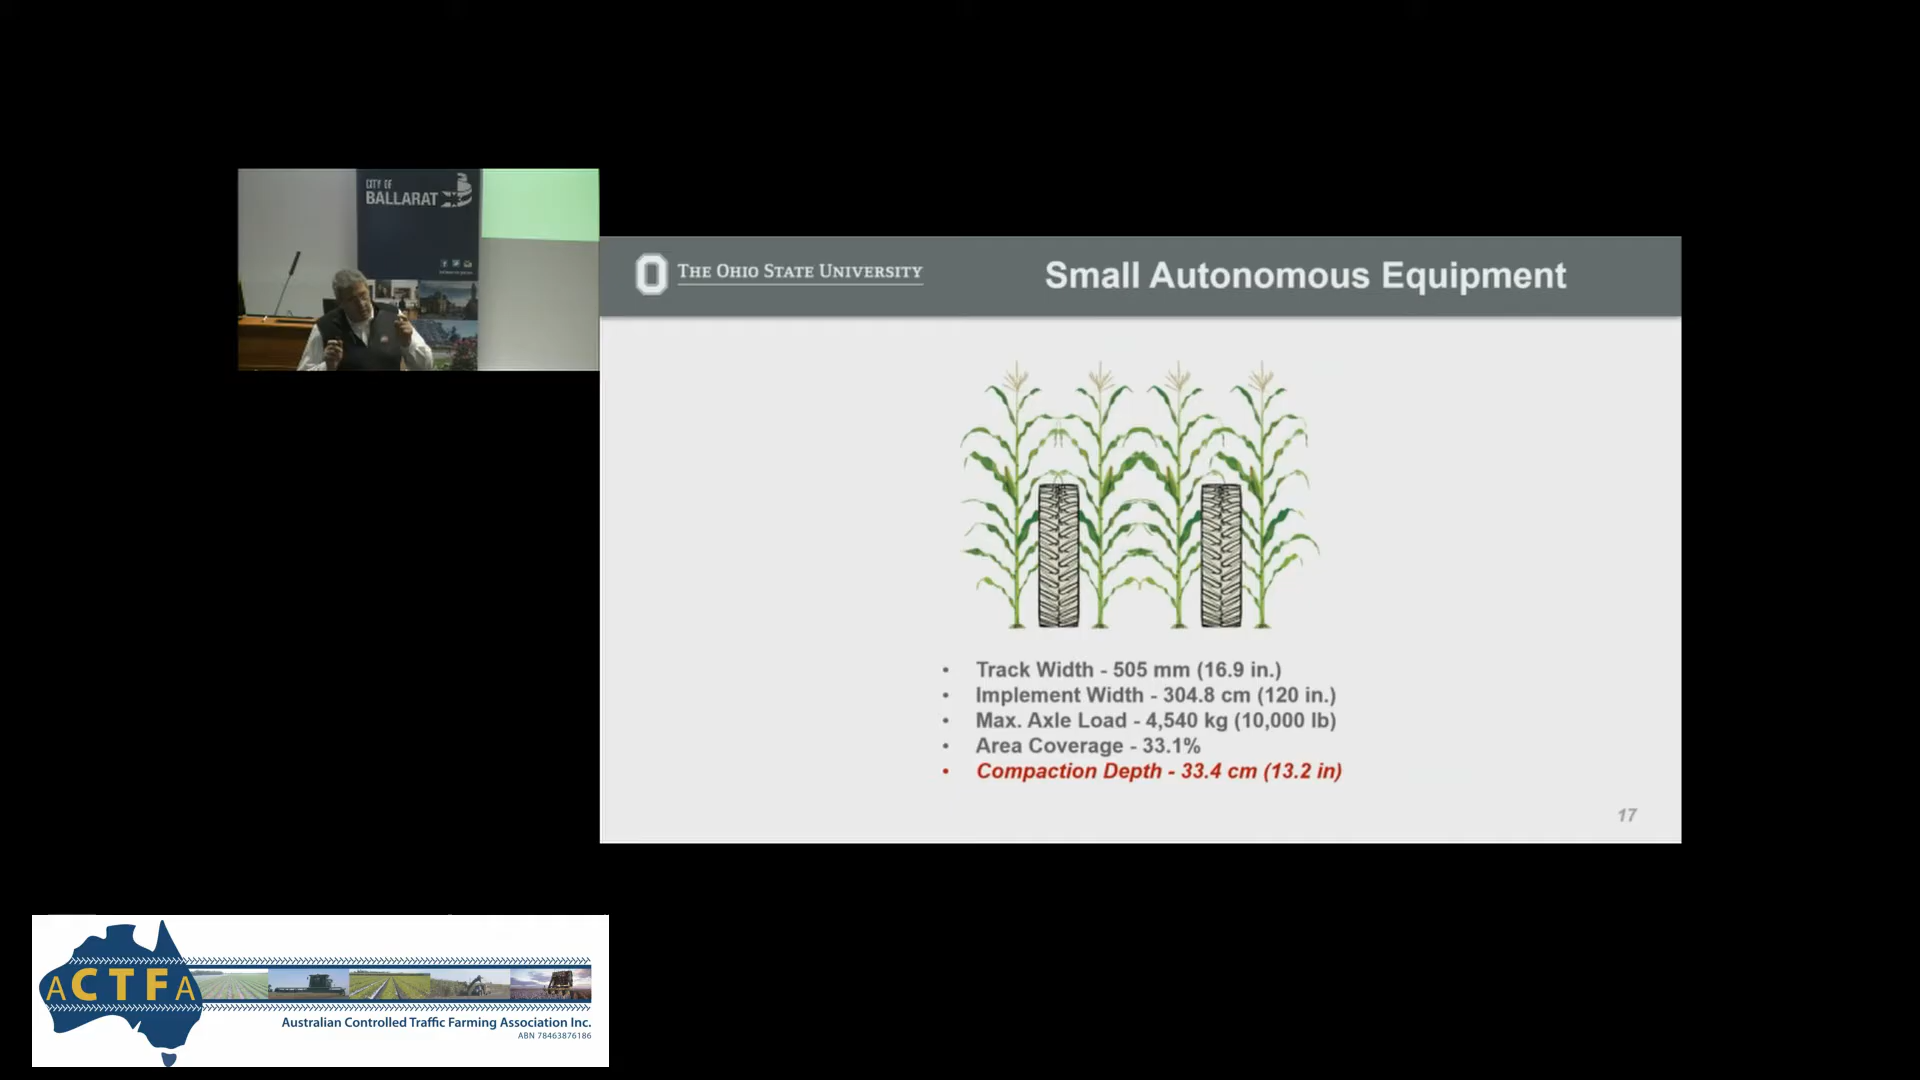 CITY OF
BALLARAT
THE OHIO STATE UNIVERSITY
Small Autonomous Equipment
• Track Width - 505 mm (16.9 in.)
• Implement Width - 304.8 cm (120 in.)
• Max. Axle Load - 4,540 kg (10,000 lb)
• Area Coverage - 33.1%
• Compaction Depth - 33.4 cm (13.2 in)
17
ACTFA
Australian Controlled Traffic Farming Association Inc.
ABN 78463876186